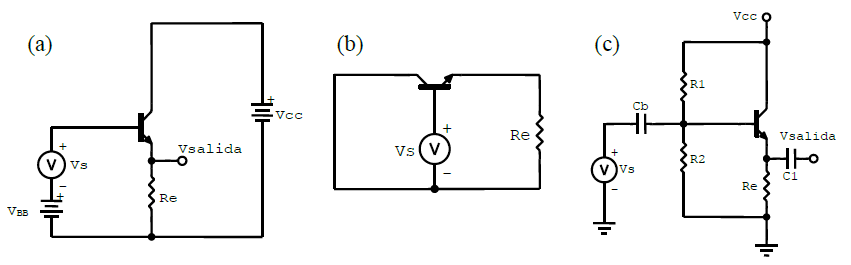 (a)
+
Vcc
Vsalida
+
V
Vs
−
+
Re
VBB
(b)
+
Vs
V
−
Re
(c)
Vcc
R1
Cb
Vsalida
+
V
Vs
−
R2
C1
Re